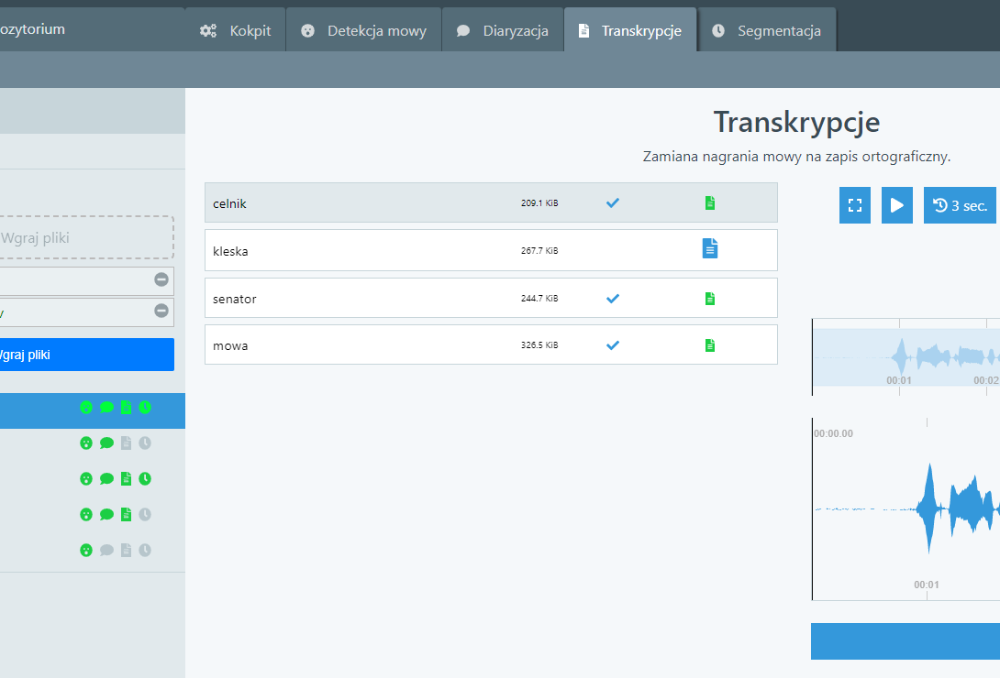 ozytorium
Kokpit
Detekcja mowy
Diaryzacja
Transkrypcje
Segmentacja
Transkrypcje
Zamiana nagrania mowy na zapis ortograficzny.
Wgraj pliki
Wgraj pliki
celnik 209.1 KiB
kleska 267.7 KiB
senator 244.7 KiB
mowa 326.5 KiB
3 sec.
00:01 00:02
00:00.00
00:01